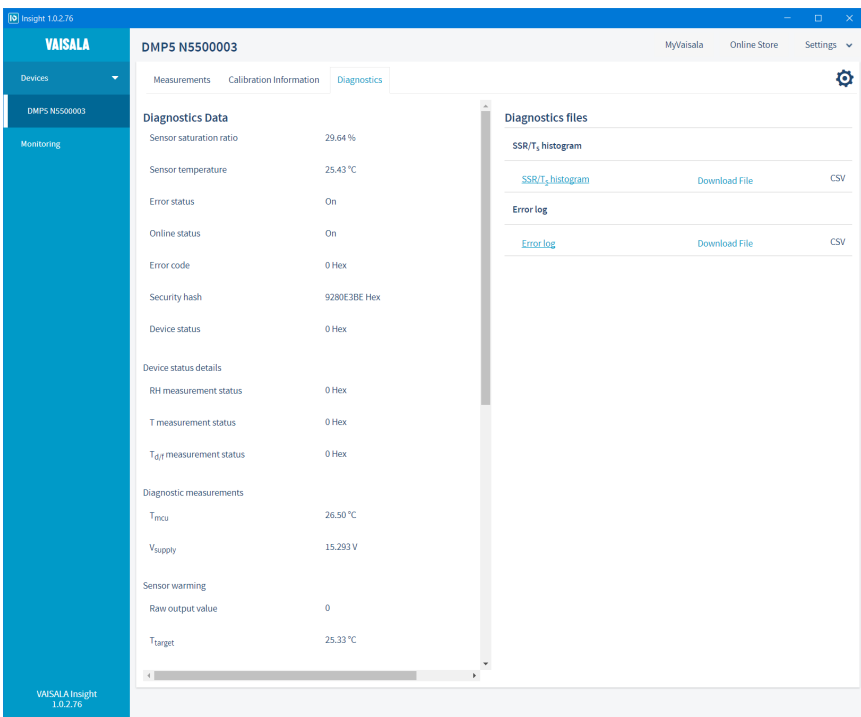 Insight 1.0.2.76
VAISALA
DMP5 N5500003
MyVaisala Online Store Settings
Devices
DMP5 N5500003
Monitoring
Measurements Calibration Information Diagnostics
Diagnostics Data
Sensor saturation ratio 29.64 %
Sensor temperature 25.43 °C
Error status On
Online status On
Error code 0 Hex
Security hash 9280E3BE Hex
Device status 0 Hex
Device status details
RH measurement status 0 Hex
T measurement status 0 Hex
Td/f measurement status 0 Hex
Diagnostic measurements
Tmcu 26.50 °C
Vsupply 15.293 V
Sensor warming
Raw output value 0
Ttarget 25.33 °C
Diagnostics files
SSR/Ts histogram
SSR/Ts histogram Download File CSV
Error log
Error log Download File CSV
VAISALA Insight
1.0.2.76